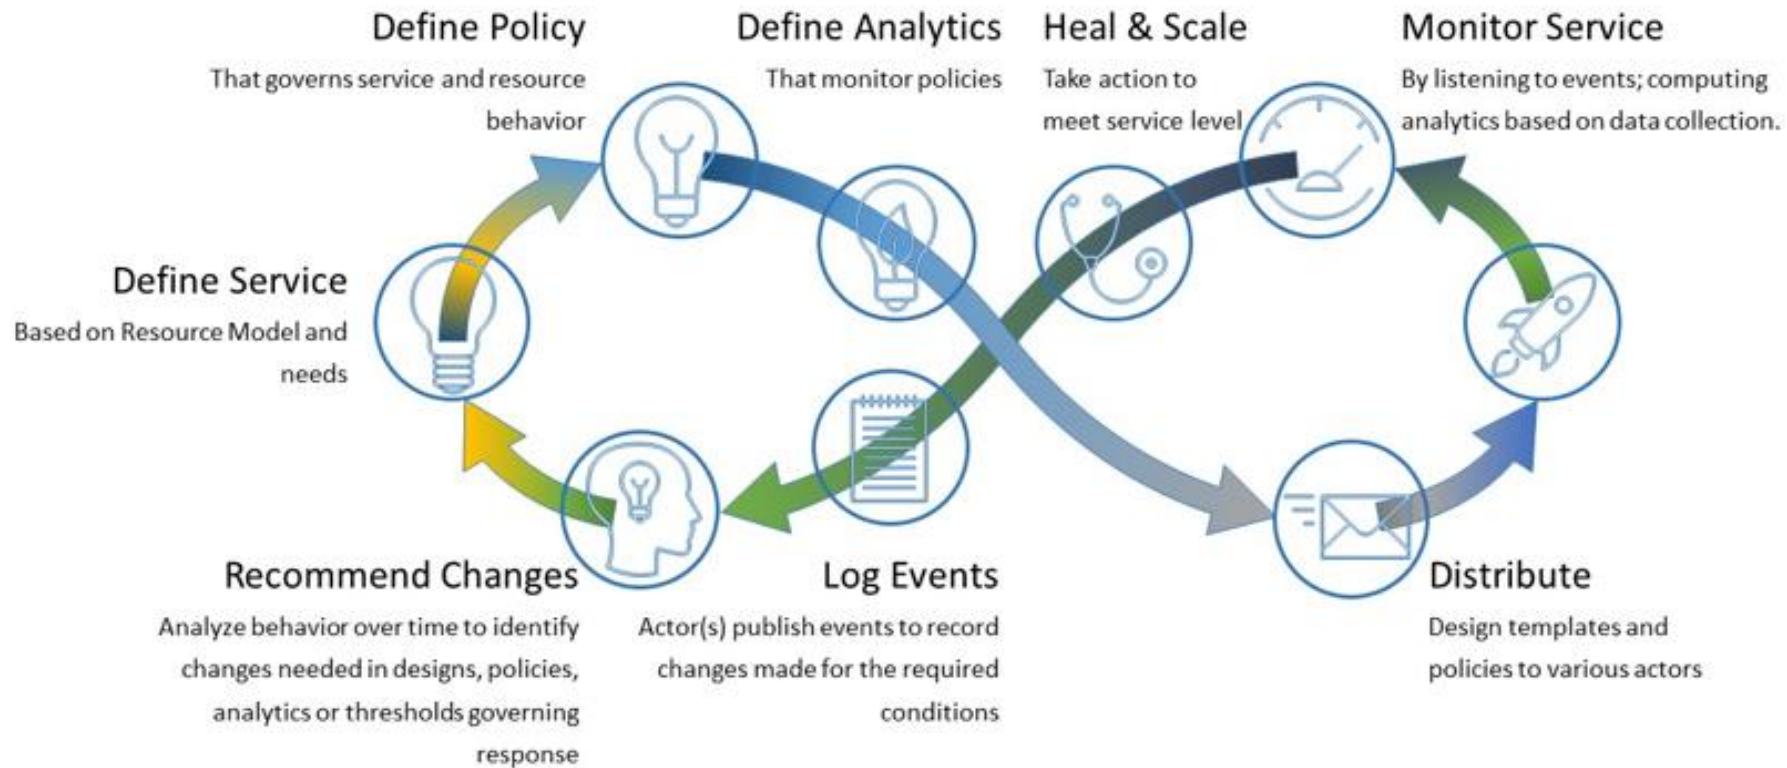 Define Policy
That governs service and resource
behavior
Define Analytics
That monitor policies
Heal & Scale
Take action to
meet service level
Monitor Service
By listening to events; computing
analytics based on data collection.
Define Service
Based on Resource Model and
needs
Recommend Changes
Analyze behavior over time to identify
changes needed in designs, policies,
analytics or thresholds governing
response
Log Events
Actor(s) publish events to record
changes made for the required
conditions
Distribute
Design templates and
policies to various actors